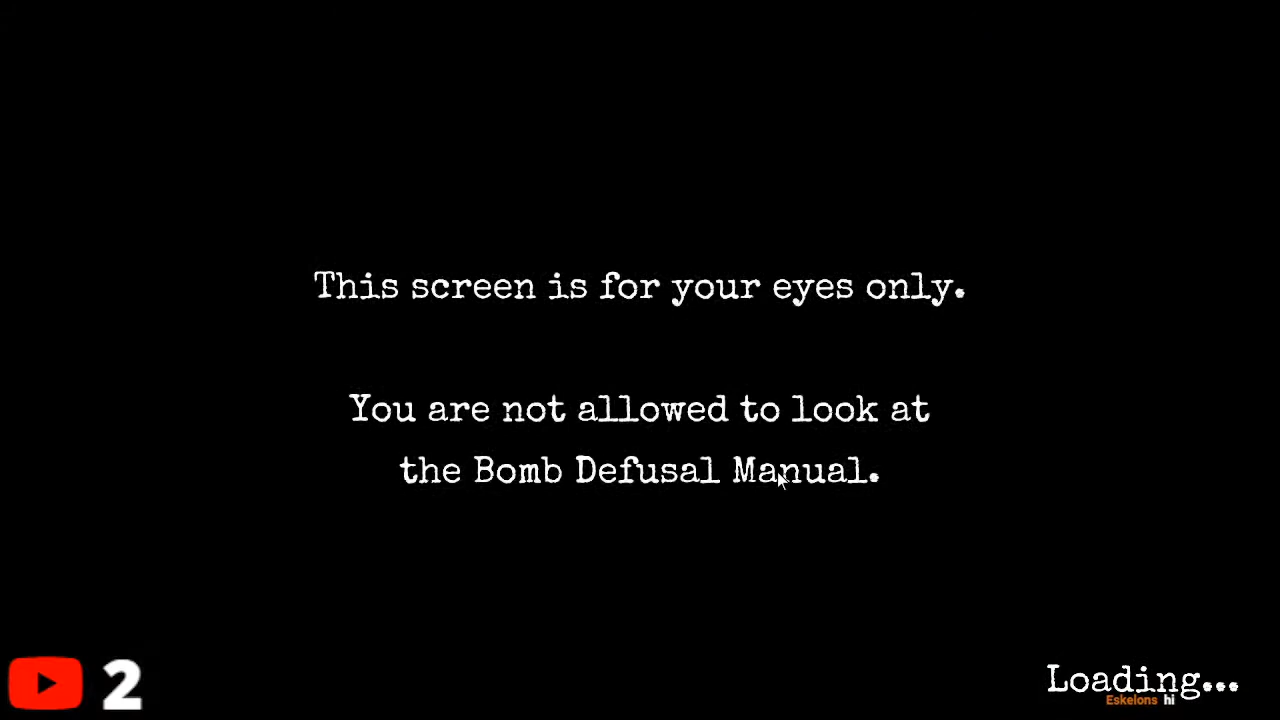 This screen is for your eyes only.
You are not allowed to look at
the Bomb Defusal Manual.
2
Loading...
Eskelons hi